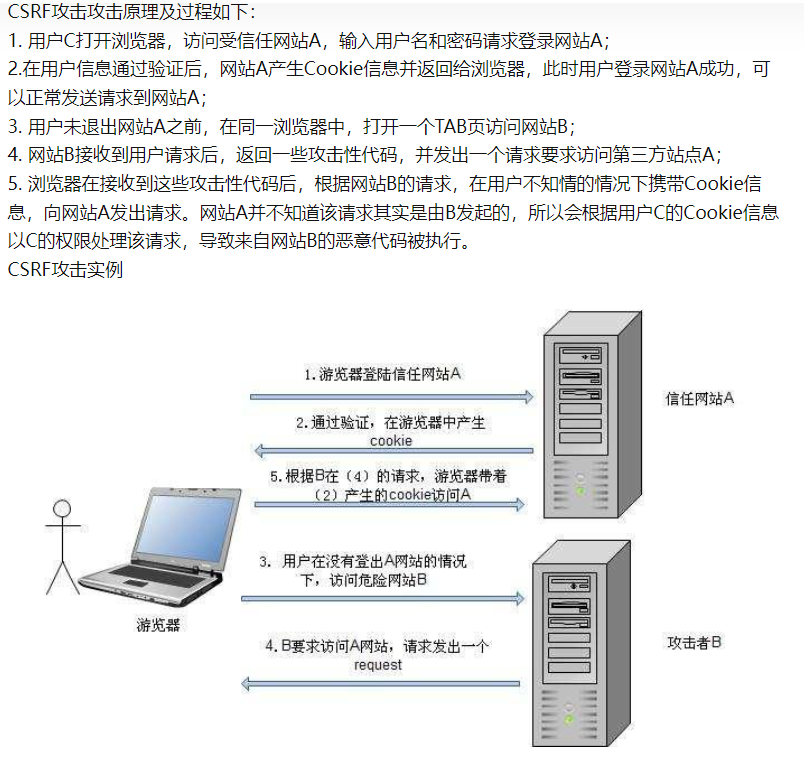 CSRF攻击攻击原理及过程如下：
1. 用户C打开浏览器，访问受信任网站A，输入用户名和密码请求登录网站A；
2.在用户信息通过验证后，网站A产生Cookie信息并返回给浏览器，此时用户登录网站A成功，可
以正常发送请求到网站A；
3. 用户未退出网站A之前，在同一浏览器中，打开一个TAB页访问网站B；
4. 网站B接收到用户请求后，返回一些攻击性代码，并发出一个请求要求访问第三方站点A；
5. 浏览器在接收到这些攻击性代码后，根据网站B的请求，在用户不知情的情况下携带Cookie信
息，向网站A发出请求。网站A并不知道该请求其实是由B发起的，所以会根据用户C的Cookie信息
以C的权限处理该请求，导致来自网站B的恶意代码被执行。
CSRF攻击实例
1.游览器登陆信任网站A
信任网站A
2.通过验证，在游览器中产生
cookie
5.根据B在（4）的请求，游览器带着
（2）产生的cookie访问A
3. 用户在没有登出A网站的情况
下，访问危险网站B
游览器
4.B要求访问A网站，请求发出一个
request
攻击者B